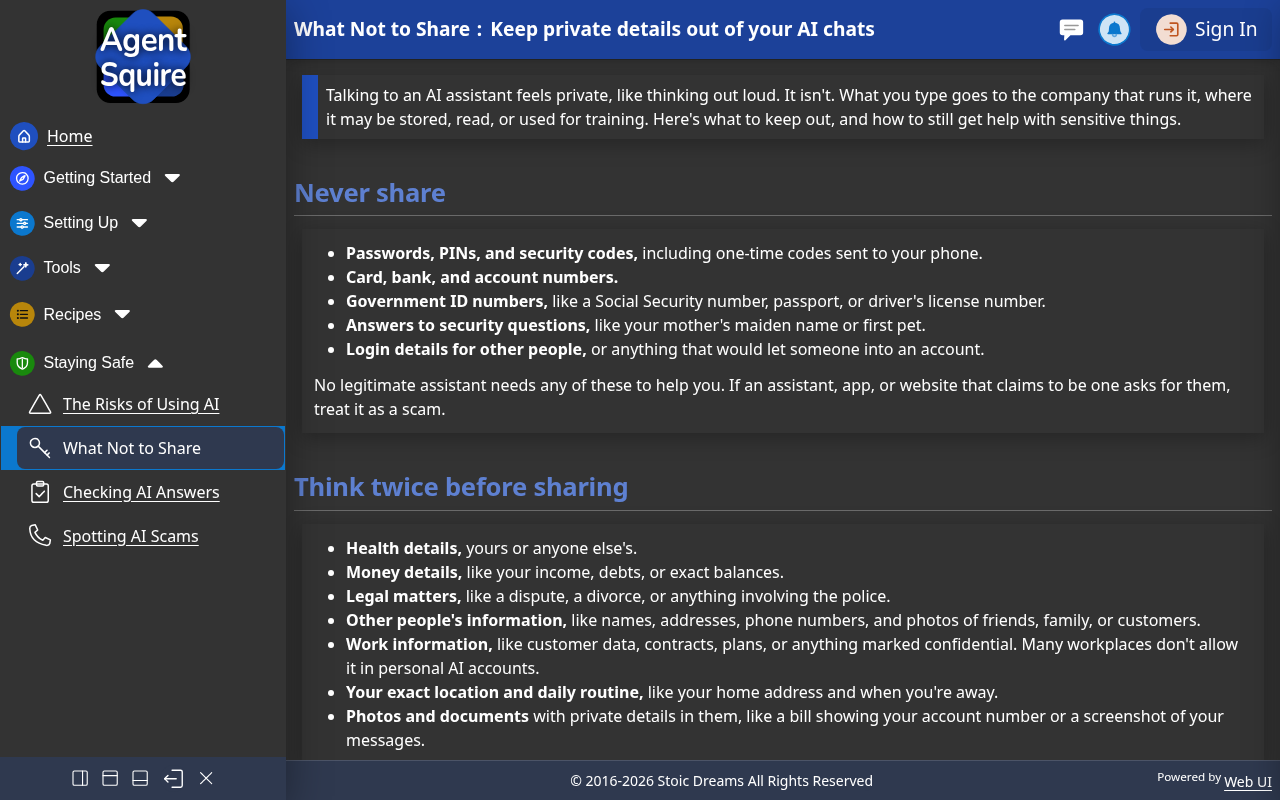 Agent
Squire
Home
Getting Started
Setting Up
Tools
Recipes
Staying Safe
The Risks of Using AI
What Not to Share
Checking AI Answers
Spotting AI Scams
What Not to Share : Keep private details out of your AI chats
Sign In
Talking to an AI assistant feels private, like thinking out loud. It isn't. What you type goes to the company that runs it, where
it may be stored, read, or used for training. Here's what to keep out, and how to still get help with sensitive things.
Never share
Passwords, PINs, and security codes, including one-time codes sent to your phone.
Card, bank, and account numbers.
Government ID numbers, like a Social Security number, passport, or driver's license number.
Answers to security questions, like your mother's maiden name or first pet.
Login details for other people, or anything that would let someone into an account.
No legitimate assistant needs any of these to help you. If an assistant, app, or website that claims to be one asks for them,
treat it as a scam.
Think twice before sharing
Health details, yours or anyone else's.
Money details, like your income, debts, or exact balances.
Legal matters, like a dispute, a divorce, or anything involving the police.
Other people's information, like names, addresses, phone numbers, and photos of friends, family, or customers.
Work information, like customer data, contracts, plans, or anything marked confidential. Many workplaces don't allow
it in personal AI accounts.
Your exact location and daily routine, like your home address and when you're away.
Photos and documents with private details in them, like a bill showing your account number or a screenshot of your
messages.
© 2016-2026 Stoic Dreams All Rights Reserved
Powered by Web UI